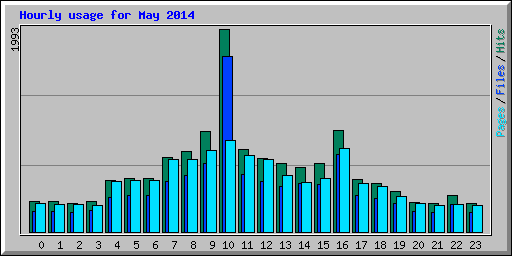 Hourly usage for May 2014
1993
Pages/Files/Hits
0 1 2 3 4 5 6 7 8 9 10 11 12 13 14 15 16 17 18 19 20 21 22 23